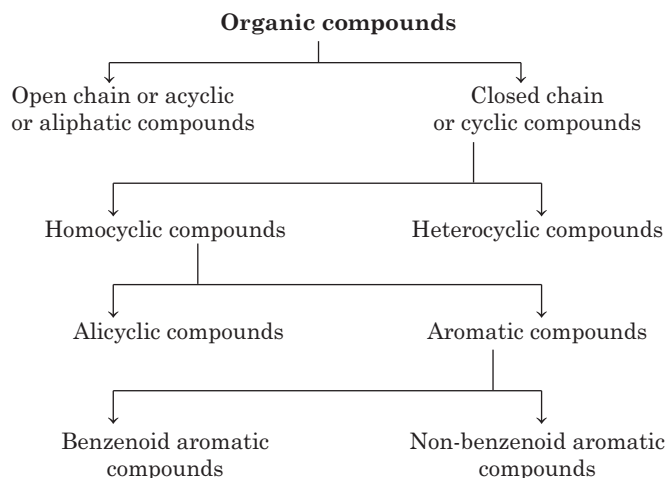 Organic compounds
Open chain or acyclic
or aliphatic compounds
Closed chain
or cyclic compounds
Homocyclic compounds
Heterocyclic compounds
Alicyclic compounds
Aromatic compounds
Benzenoid aromatic
compounds
Non-benzenoid aromatic
compounds